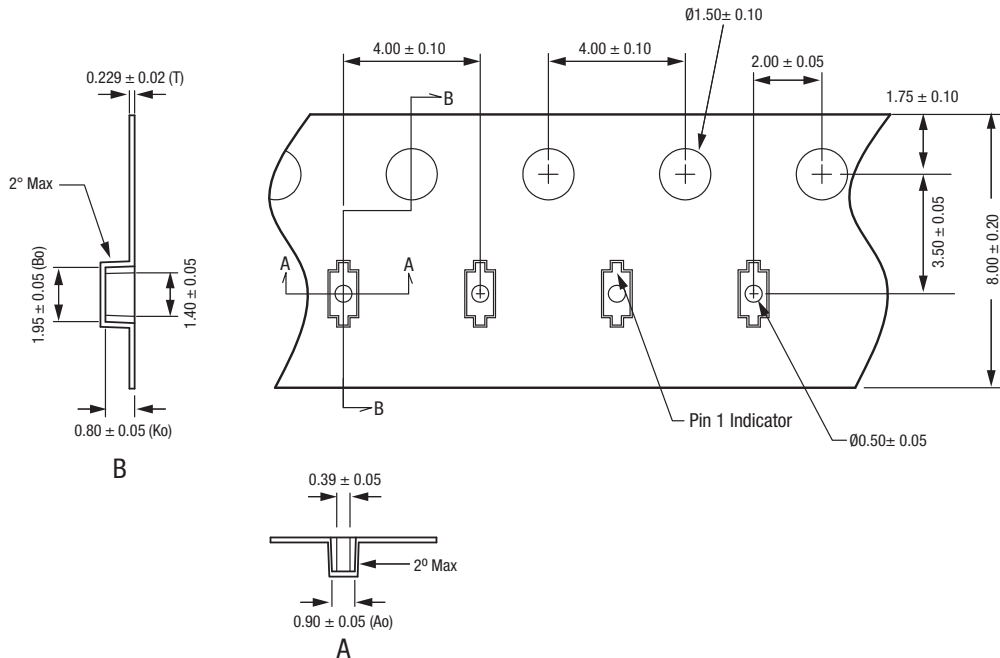 Ø1.50± 0.10
4.00 ± 0.10
4.00 ± 0.10
2.00 ± 0.05
0.229 ± 0.02 (T)
B
1.75 ± 0.10
2° Max
A
A
1.95 ± 0.05 (Bo)
1.40 ± 0.05
3.50 ± 0.05
8.00 ± 0.20
B
Pin 1 Indicator
0.80 ± 0.05 (Ko)
Ø0.50± 0.05
B
0.39 ± 0.05
2º Max
0.90 ± 0.05 (Ao)
A